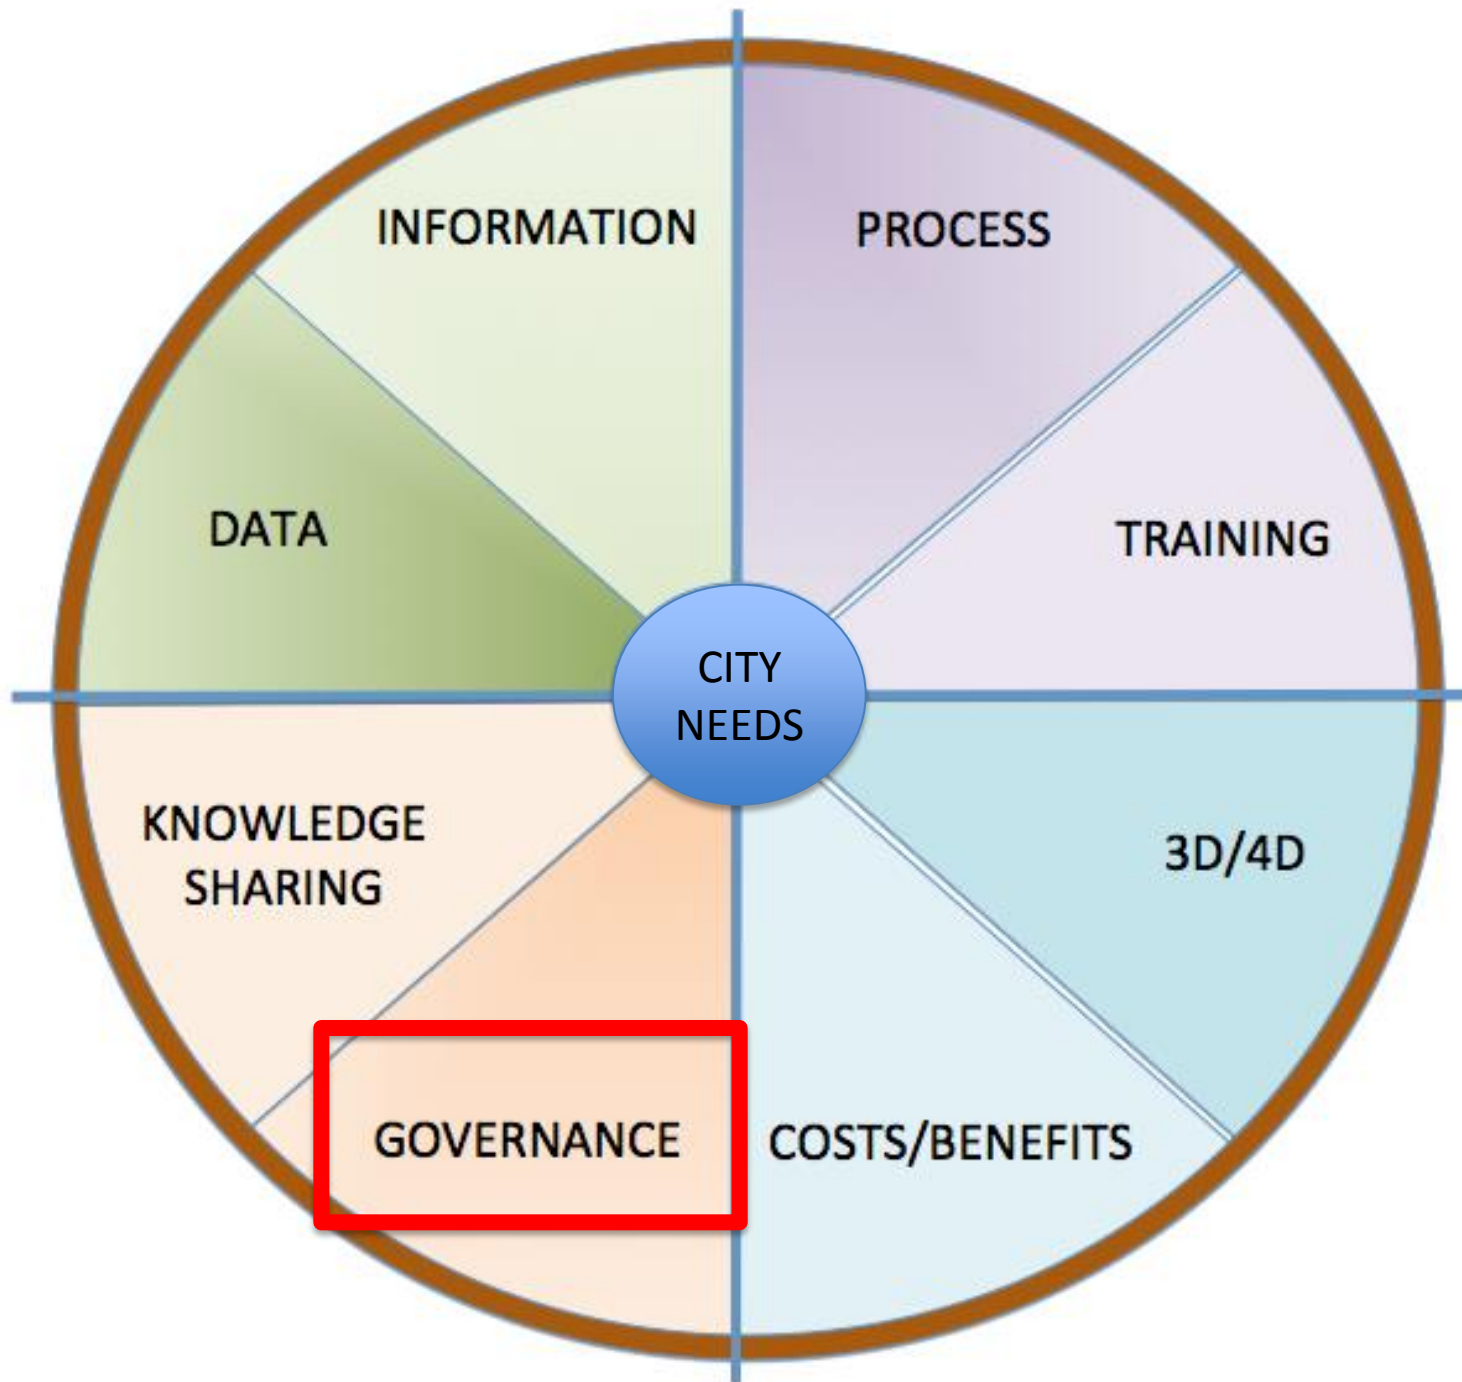 INFORMATION
PROCESS
DATA
TRAINING
CITY
NEEDS
KNOWLEDGE
SHARING
3D/4D
GOVERNANCE
COSTS/BENEFITS